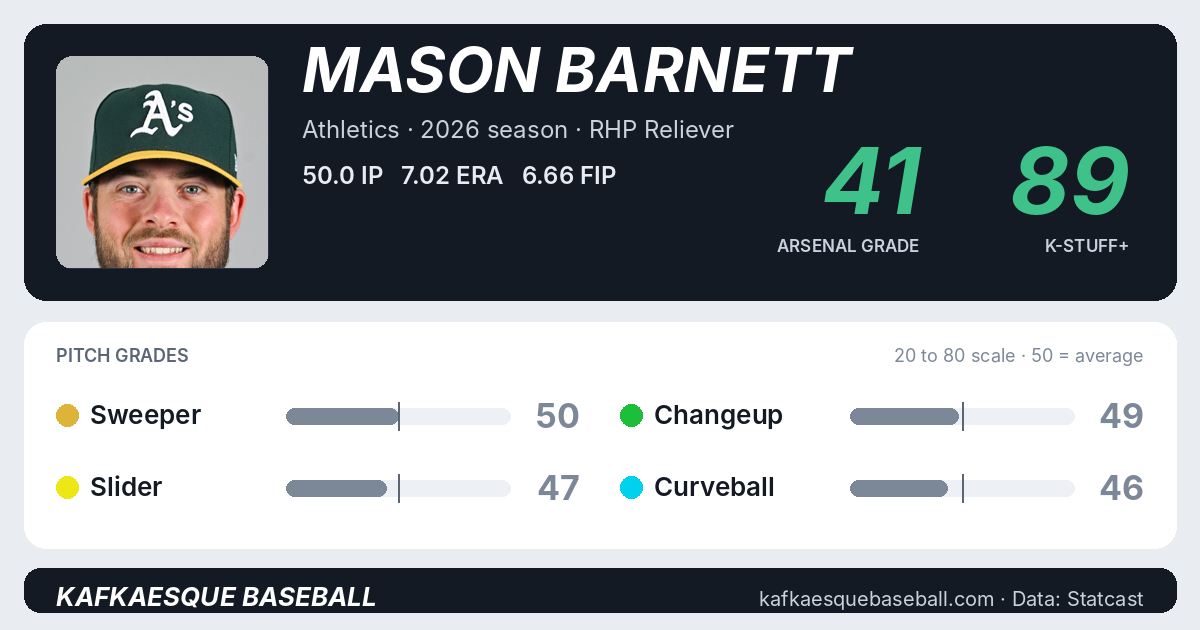 A's
MASON BARNETT
Athletics · 2026 season · RHP Reliever
50.0 IP 7.02 ERA 6.66 FIP
41 89
ARSENAL GRADE K-STUFF+
PITCH GRADES 20 to 80 scale · 50 = average
Sweeper 50 Changeup 49
Slider 47 Curveball 46
KAFKAESQUE BASEBALL kafkaesquebaseball.com · Data: Statcast